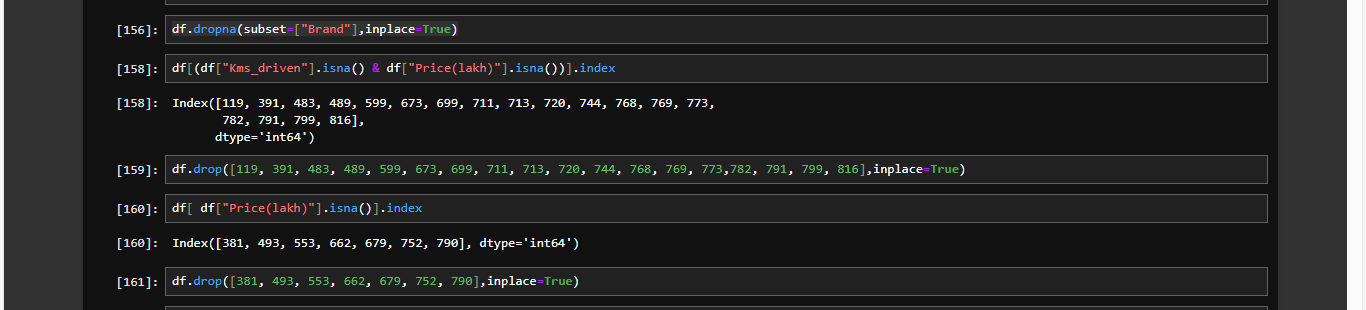 [156]: df.dropna(subset=["Brand"],inplace=True)
[158]: df[(df["Kms_driven"].isna() & df["Price(lakh)"].isna())].index
[158]: Index([119, 391, 483, 489, 599, 673, 699, 711, 713, 720, 744, 768, 769, 773,
782, 791, 799, 816],
dtype='int64')
[159]: df.drop([119, 391, 483, 489, 599, 673, 699, 711, 713, 720, 744, 768, 769, 773,782, 791, 799, 816],inplace=True)
[160]: df[ df["Price(lakh)"].isna()].index
[160]: Index([381, 493, 553, 662, 679, 752, 790], dtype='int64')
[161]: df.drop([381, 493, 553, 662, 679, 752, 790],inplace=True)